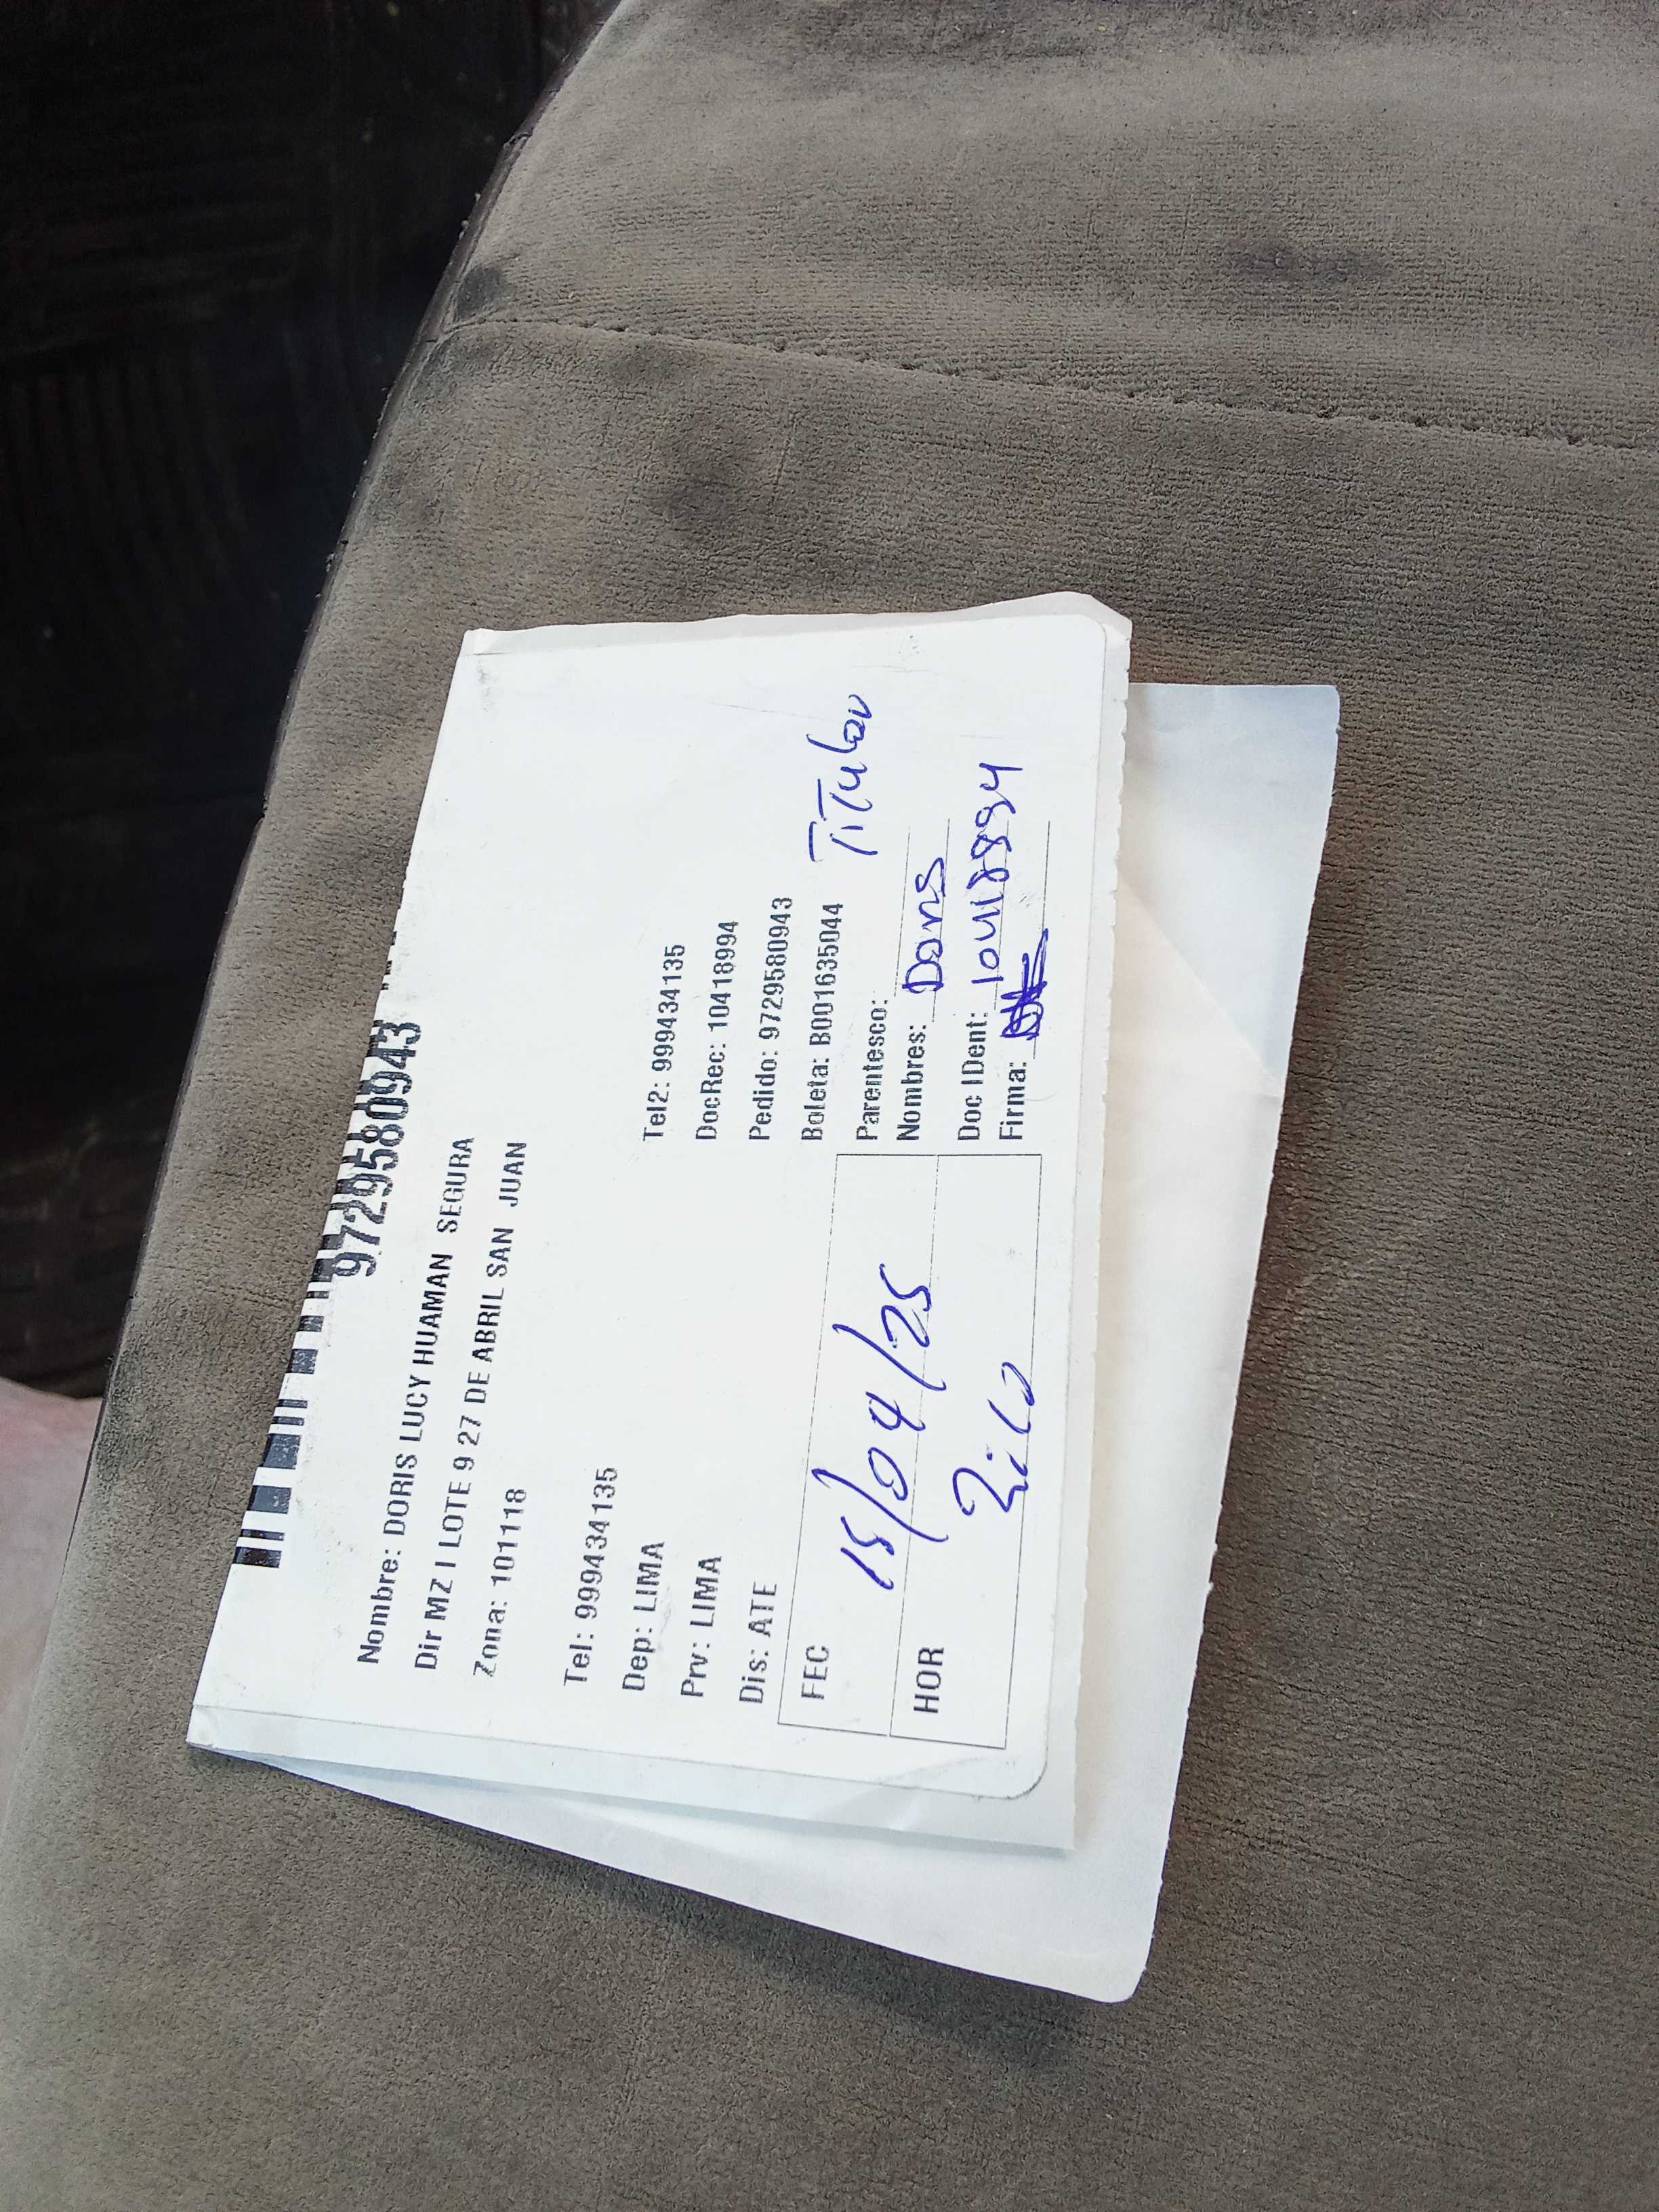 9729580943
Nombre: DORIS LUCY HUAMAN SEGURA
Dir MZ I LOTE 9 27 DE ABRIL SAN JUAN
Zona: 101118
Tel: 999434135 Tel2: 999434135
Dep: LIMA DocRec: 10418994
Prv: LIMA Pedido: 9729580943
Dis: ATE Boleta: B001635044
FEC 15/04/25 Parentesco: Titular
Nombres: Doris
HOR Doc IDent:
Firma: